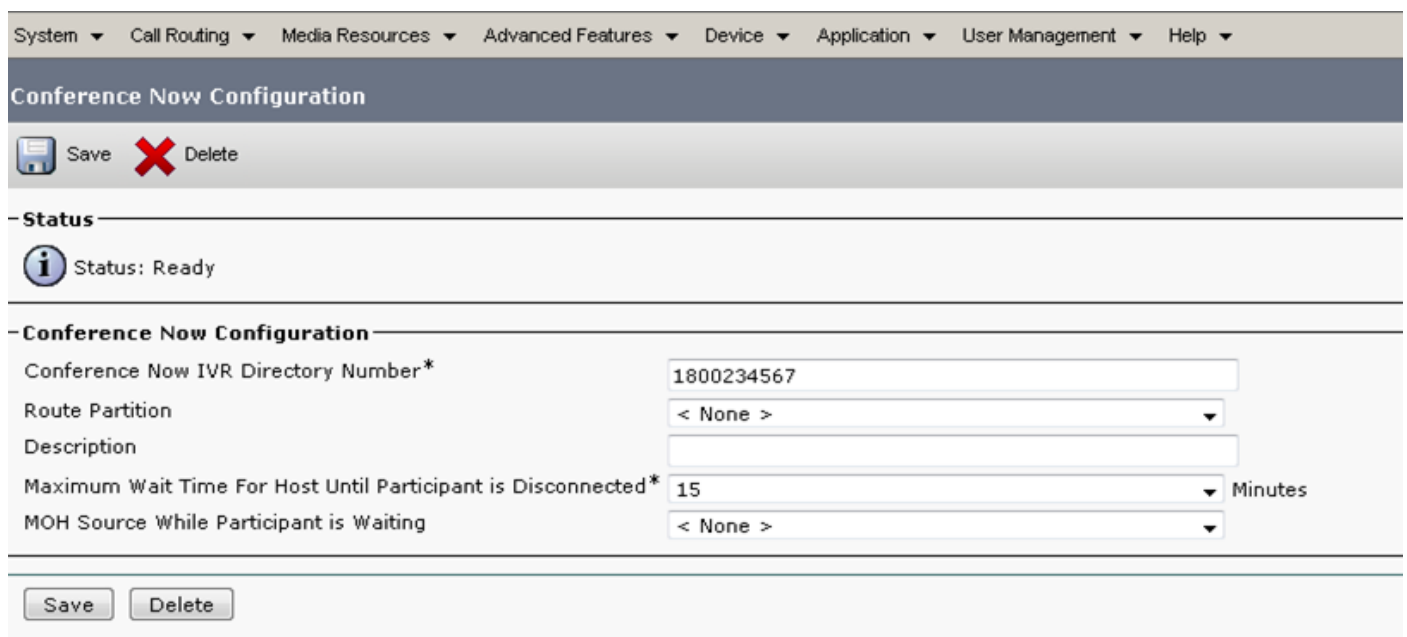 System Call Routing Media Resources Advanced Features Device Application User Management Help
Conference Now Configuration
Save Delete
Status
i Status: Ready
Conference Now Configuration
Conference Now IVR Directory Number* 1800234567
Route Partition < None >
Description
Maximum Wait Time For Host Until Participant is Disconnected* 15 Minutes
MOH Source While Participant is Waiting < None >
Save Delete